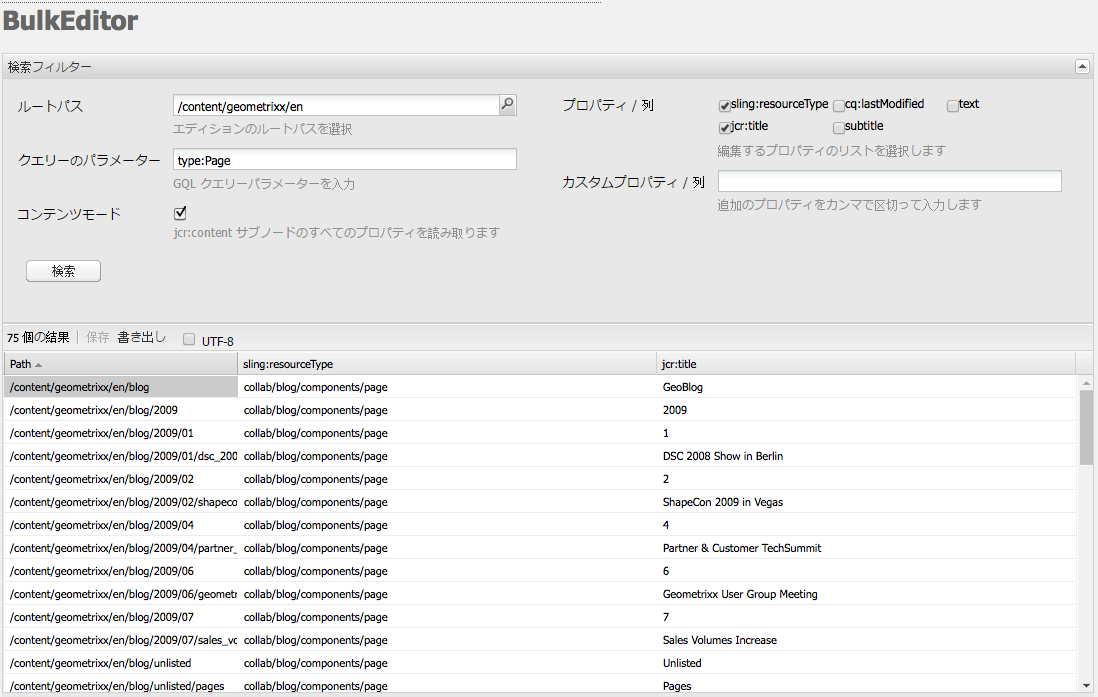 BulkEditor
検索フィルター
ルートパス
/content/geometrixx/en
エディションのルートパスを選択
クエリーのパラメーター
type:Page
GQL クエリーパラメーターを入力
コンテンツモード
jcr:content サブノードのすべてのプロパティを読み取ります
検索
プロパティ / 列
sling:resourceType cq:lastModified text
jcr:title subtitle
編集するプロパティのリストを選択します
カスタムプロパティ / 列
追加のプロパティをカンマで区切って入力します
75 個の結果 保存 書き出し UTF-8
Path sling:resourceType jcr:title
/content/geometrixx/en/blog collab/blog/components/page GeoBlog
/content/geometrixx/en/blog/2009 collab/blog/components/page 2009
/content/geometrixx/en/blog/2009/01 collab/blog/components/page 1
/content/geometrixx/en/blog/2009/01/dsc_200 collab/blog/components/page DSC 2008 Show in Berlin
/content/geometrixx/en/blog/2009/02 collab/blog/components/page 2
/content/geometrixx/en/blog/2009/02/shapeco collab/blog/components/page ShapeCon 2009 in Vegas
/content/geometrixx/en/blog/2009/04 collab/blog/components/page 4
/content/geometrixx/en/blog/2009/04/partner_ collab/blog/components/page Partner & Customer TechSummit
/content/geometrixx/en/blog/2009/06 collab/blog/components/page 6
/content/geometrixx/en/blog/2009/06/geometr collab/blog/components/page Geometrixx User Group Meeting
/content/geometrixx/en/blog/2009/07 collab/blog/components/page 7
/content/geometrixx/en/blog/2009/07/sales_vo collab/blog/components/page Sales Volumes Increase
/content/geometrixx/en/blog/unlisted collab/blog/components/page Unlisted
/content/geometrixx/en/blog/unlisted/pages collab/blog/components/page Pages